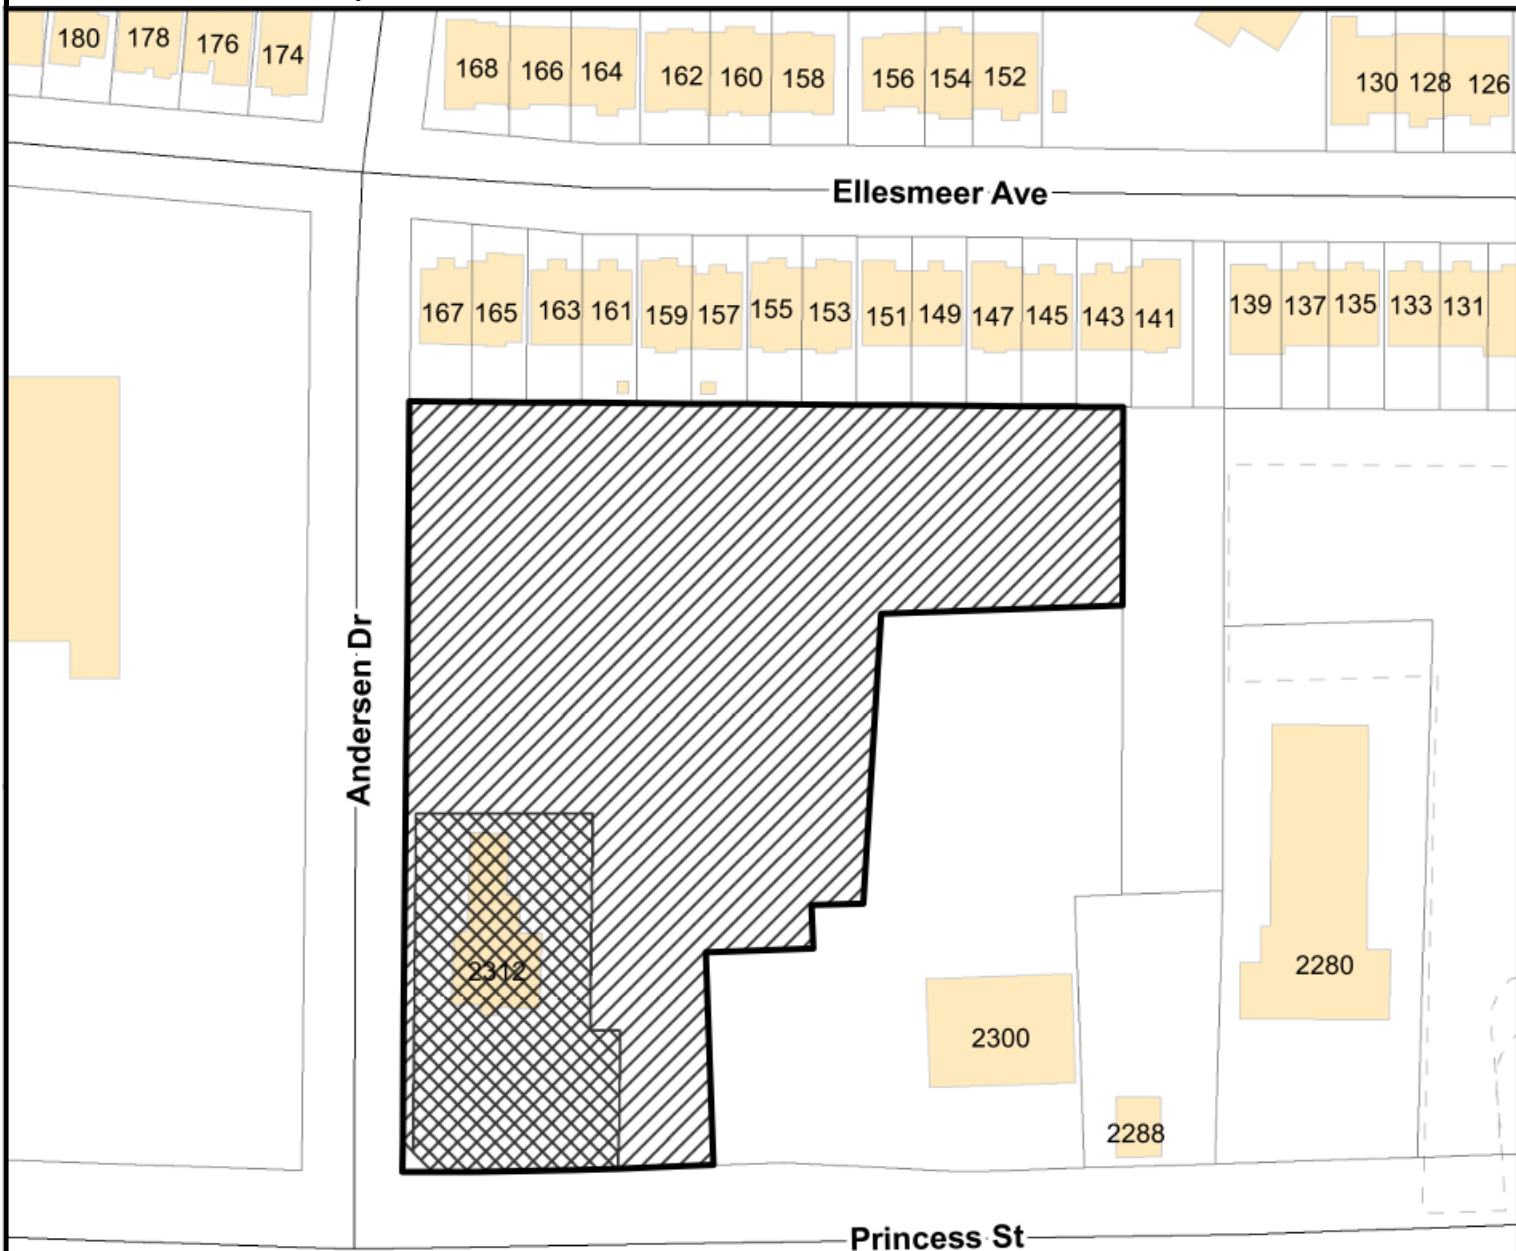 180 178 176 174 168 166 164 162 160 158 156 154 152 130 128 126
Ellesmeer Ave
167 165 163 161 159 157 155 153 151 149 147 145 143 141 139 137 135 133 131
Andersen Dr
2312
2300
2280
2288
Princess St